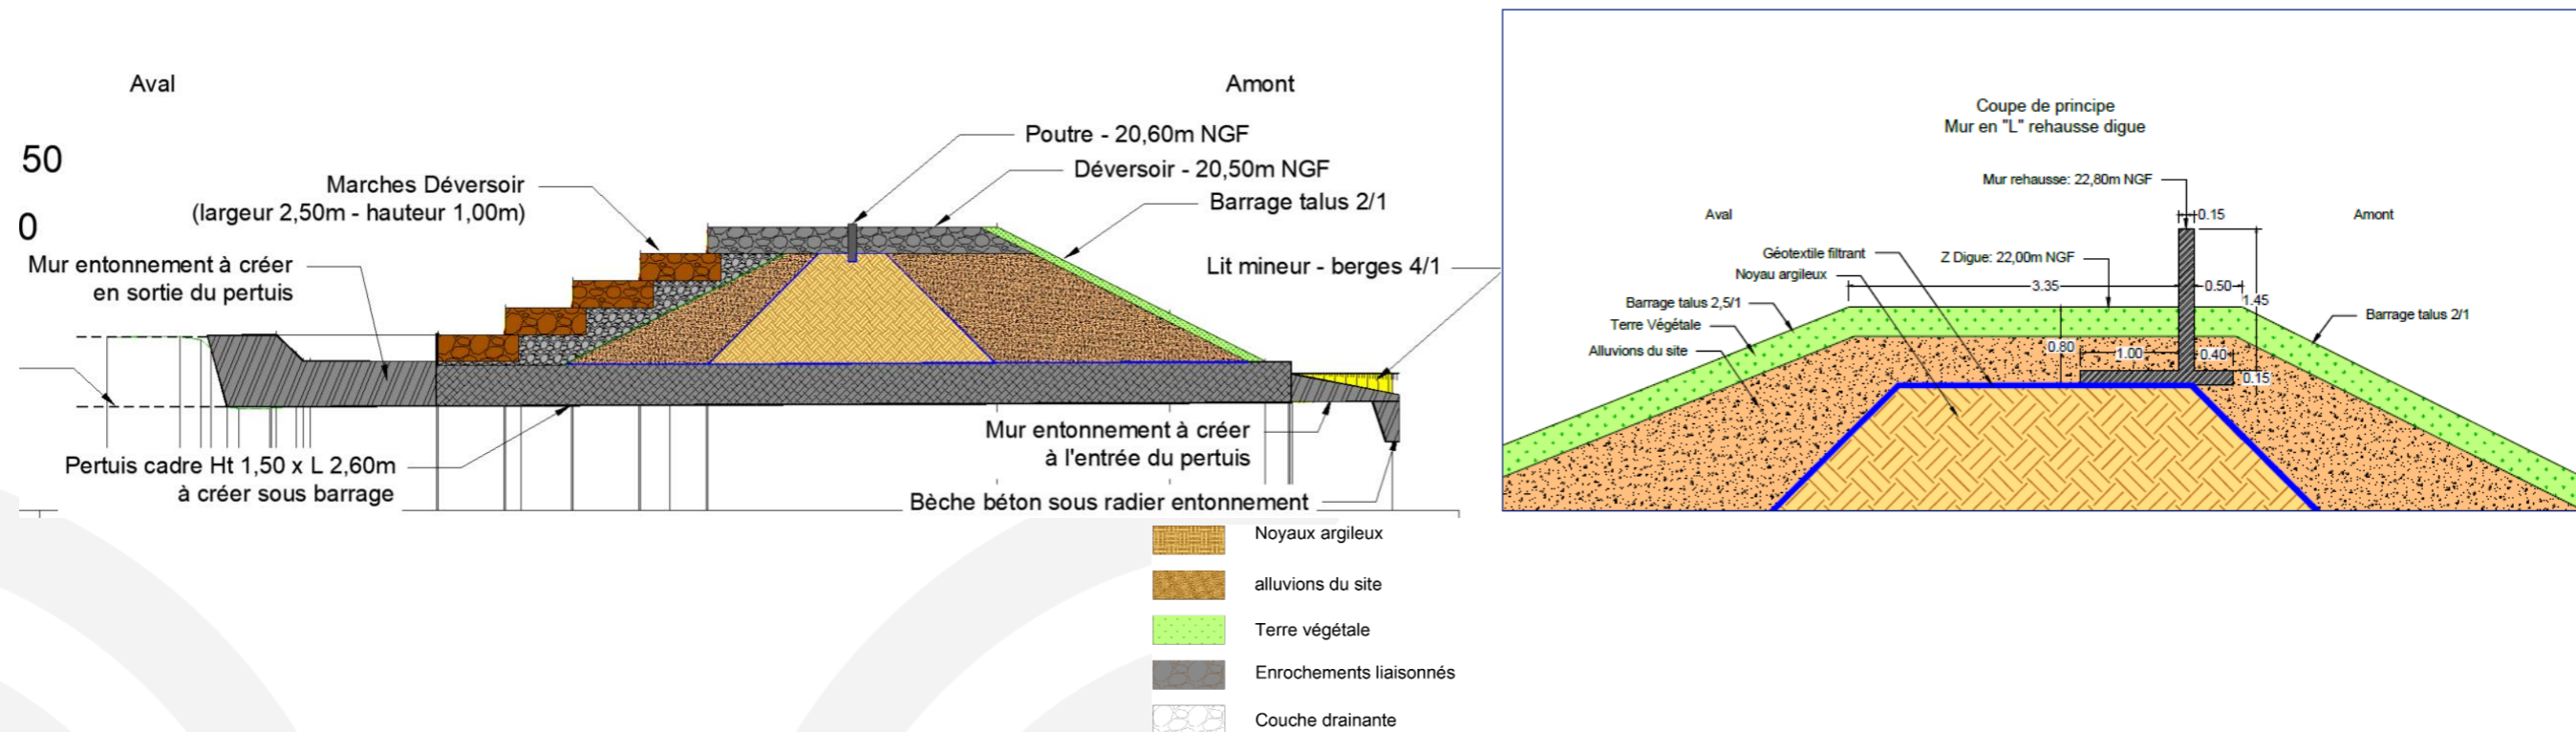 Aval
Amont
Poutre - 20,60m NGF
50
Déversoir - 20,50m NGF
Marches Déversoir
(largeur 2,50m - hauteur 1,00m)
Barrage talus 2/1
0
Mur entonnement à créer
en sortie du pertuis
Lit mineur - berges 4/1
Mur entonnement à créer
à l'entrée du pertuis
Pertuis cadre Ht 1,50 x L 2,60m
à créer sous barrage
Bèche béton sous radier entonnement
Coupe de principe
Mur en "L" rehausse digue
Mur rehausse: 22,80m NGF
Aval
0.15
Amont
Géotextile filtrant
Z Digue: 22,00m NGF
Noyau argileux
3.35
0.50
1.45
Barrage talus 2,5/1
Barrage talus 2/1
Terre Végétale
Alluvions du site
0.80
1.00
0.40
0.15
Noyaux argileux
alluvions du site
Terre végétale
Enrochements liaisonnés
Couche drainante